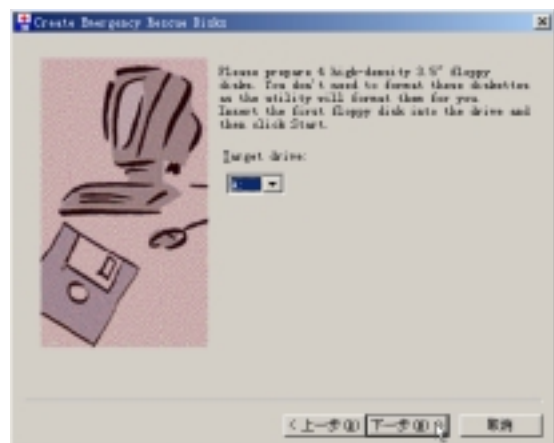 Create Emergency Rescue Disks
Please prepare 6 high-density 3.5" floppy
disks. You don't need to format these diskettes
as the utility will format them for you.
Insert the first floppy disk into the drive and
then click Start.
Target drive:
A:
<上一步(B) 下一步(N)> 取消